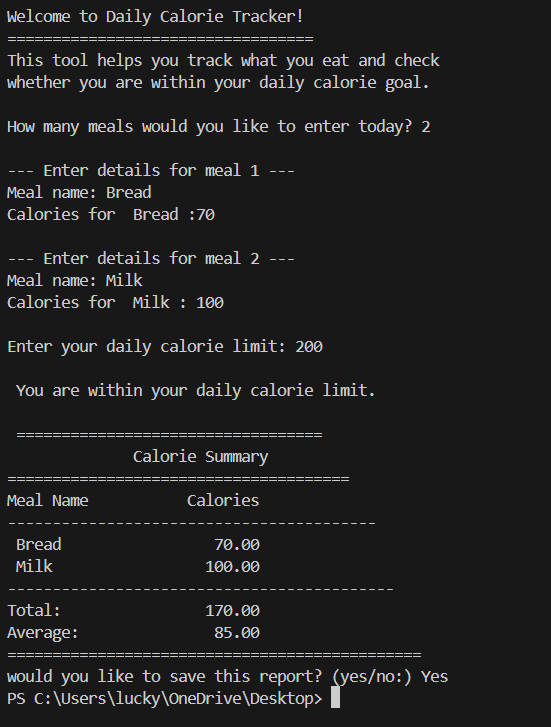 Welcome to Daily Calorie Tracker!
==================================
This tool helps you track what you eat and check
whether you are within your daily calorie goal.
How many meals would you like to enter today? 2
--- Enter details for meal 1 ---
Meal name: Bread
Calories for  Bread :70
--- Enter details for meal 2 ---
Meal name: Milk
Calories for  Milk : 100
Enter your daily calorie limit: 200
 You are within your daily calorie limit.
 ==================================
              Calorie Summary
======================================
Meal Name           Calories
-----------------------------------------
 Bread                 70.00
 Milk                 100.00
-------------------------------------------
Total:                170.00
Average:               85.00
==============================================
would you like to save this report? (yes/no:) Yes
PS C:\Users\lucky\OneDrive\Desktop>